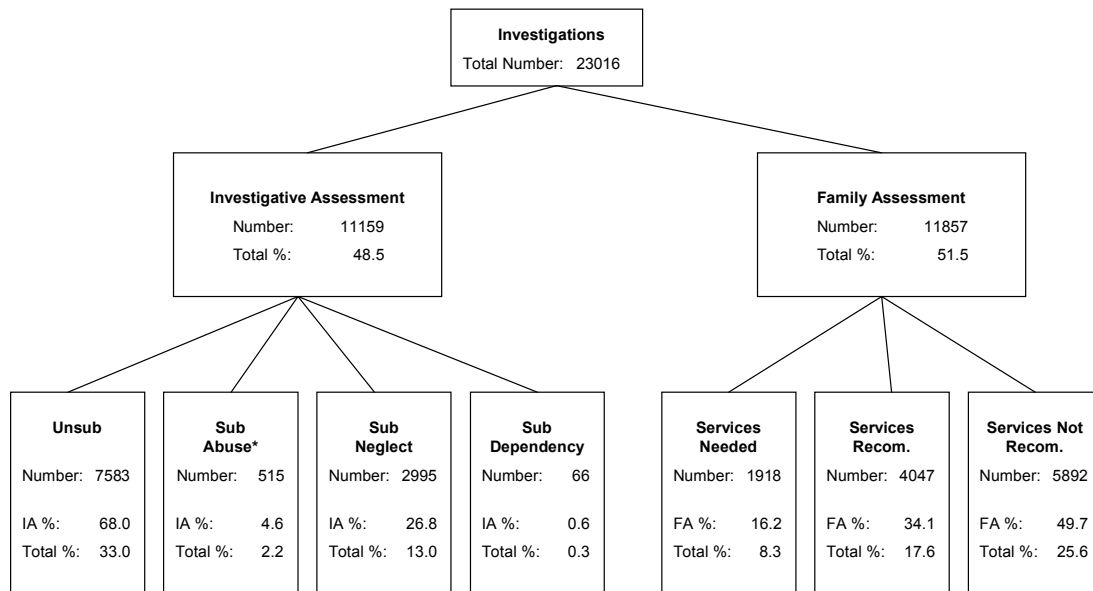 Investigations
Total Number: 23016
Investigative Assessment
Number: 11159
Total %: 48.5
Family Assessment
Number: 11857
Total %: 51.5
Unsub
Number: 7583
IA %: 68.0
Total %: 33.0
Sub
Abuse*
Number: 515
IA %: 4.6
Total %: 2.2
Sub
Neglect
Number: 2995
IA %: 26.8
Total %: 13.0
Sub
Dependency
Number: 66
IA %: 0.6
Total %: 0.3
Services
Needed
Number: 1918
FA %: 16.2
Total %: 8.3
Services
Recom.
Number: 4047
FA %: 34.1
Total %: 17.6
Services Not
Recom.
Number: 5892
FA %: 49.7
Total %: 25.6